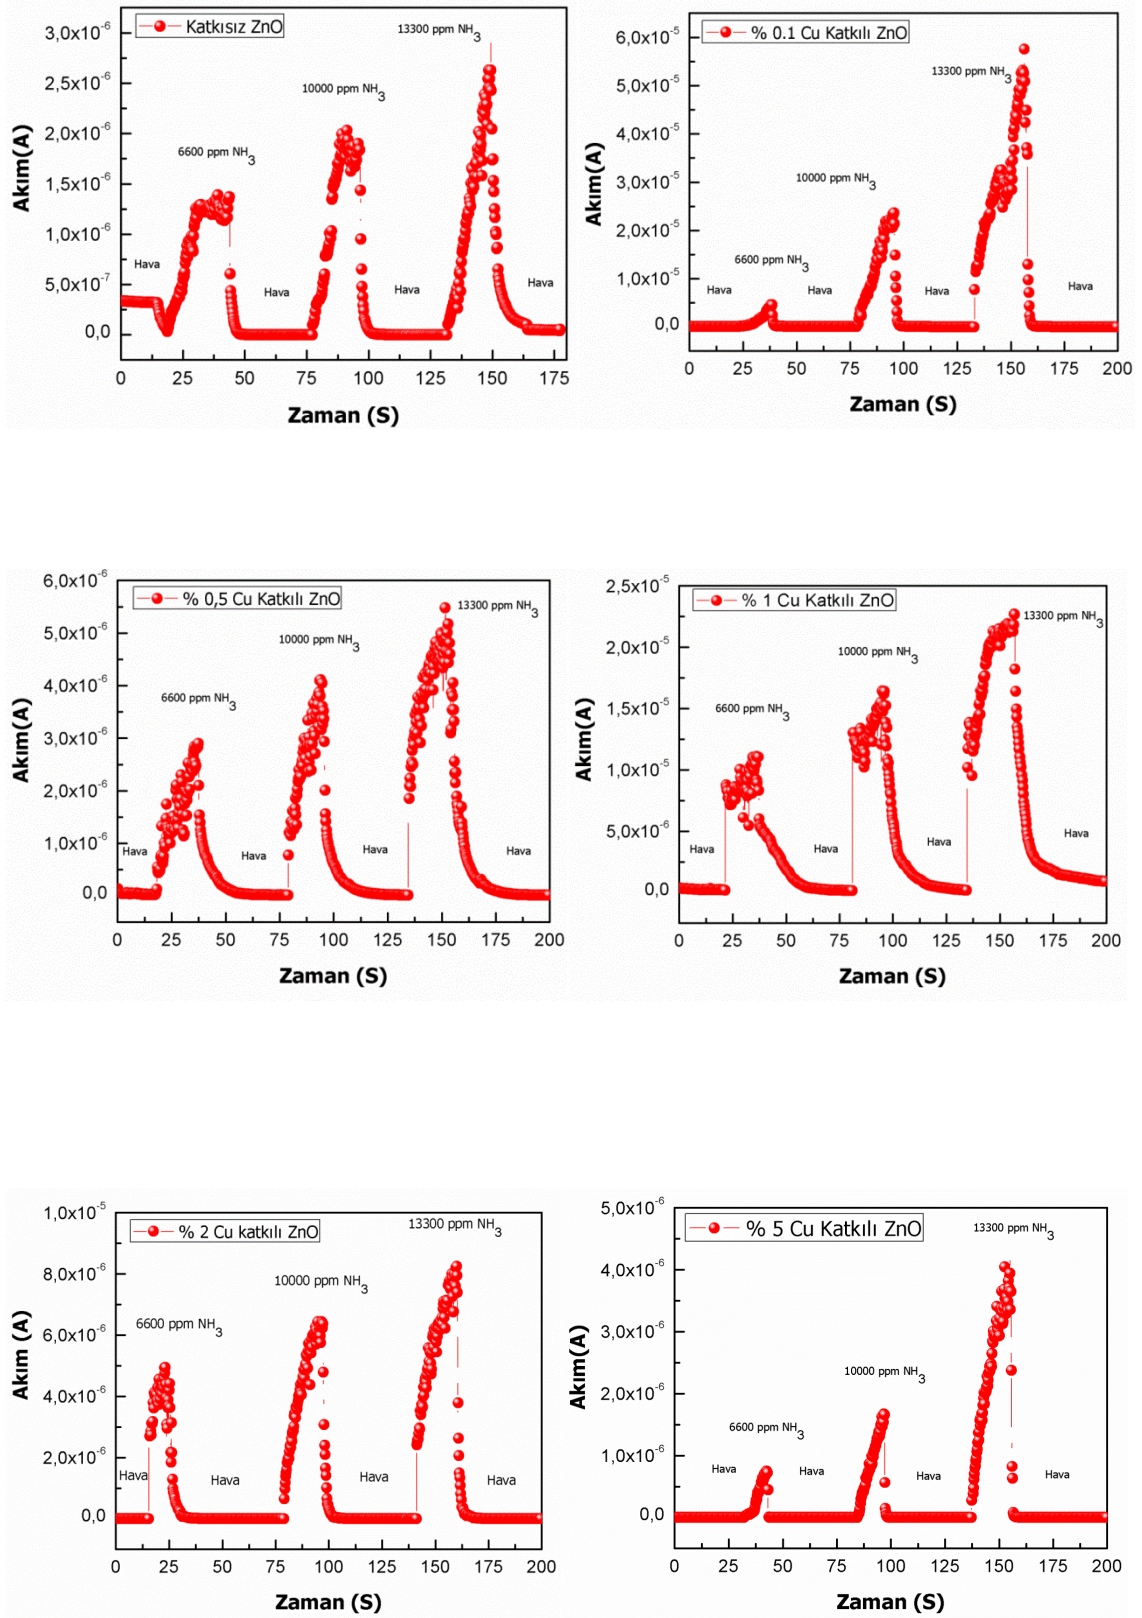 Katkısız ZnO
3,0x10⁻⁶
2,5x10⁻⁶
2,0x10⁻⁶
1,5x10⁻⁶
1,0x10⁻⁶
5,0x10⁻⁷
0,0
Akım(A)
13300 ppm NH₃
10000 ppm NH₃
6600 ppm NH₃
Hava
Hava
Hava
Hava
0 25 50 75 100 125 150 175
Zaman (S)
% 0.1 Cu Katkılı ZnO
6,0x10⁻⁵
5,0x10⁻⁵
4,0x10⁻⁵
3,0x10⁻⁵
2,0x10⁻⁵
1,0x10⁻⁵
0,0
Akım(A)
13300 ppm NH₃
10000 ppm NH₃
6600 ppm NH₃
Hava
Hava
Hava
Hava
0 25 50 75 100 125 150 175 200
Zaman (S)
% 0,5 Cu Katkılı ZnO
6,0x10⁻⁶
5,0x10⁻⁶
4,0x10⁻⁶
3,0x10⁻⁶
2,0x10⁻⁶
1,0x10⁻⁶
0,0
Akım(A)
13300 ppm NH₃
10000 ppm NH₃
6600 ppm NH₃
Hava
Hava
Hava
Hava
0 25 50 75 100 125 150 175 200
Zaman (S)
% 1 Cu Katkılı ZnO
2,5x10⁻⁵
2,0x10⁻⁵
1,5x10⁻⁵
1,0x10⁻⁵
5,0x10⁻⁶
0,0
Akım(A)
13300 ppm NH₃
10000 ppm NH₃
6600 ppm NH₃
Hava
Hava
Hava
Hava
0 25 50 75 100 125 150 175 200
Zaman (S)
% 2 Cu katkılı ZnO
1,0x10⁻⁵
8,0x10⁻⁶
6,0x10⁻⁶
4,0x10⁻⁶
2,0x10⁻⁶
0,0
Akım (A)
13300 ppm NH₃
10000 ppm NH₃
6600 ppm NH₃
Hava
Hava
Hava
Hava
0 25 50 75 100 125 150 175 200
Zaman (S)
% 5 Cu Katkılı ZnO
5,0x10⁻⁶
4,0x10⁻⁶
3,0x10⁻⁶
2,0x10⁻⁶
1,0x10⁻⁶
0,0
Akım(A)
13300 ppm NH₃
10000 ppm NH₃
6600 ppm NH₃
Hava
Hava
Hava
Hava
0 25 50 75 100 125 150 175 200
Zaman (S)